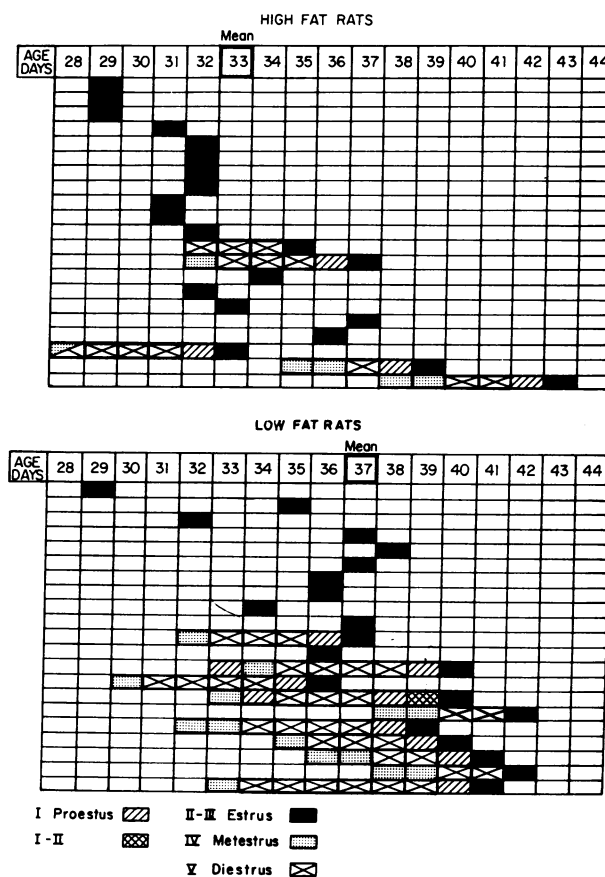 HIGH FAT RATS
Mean
AGE DAYS 28 29 30 31 32 33 34 35 36 37 38 39 40 41 42 43 44
LOW FAT RATS
Mean
AGE DAYS 28 29 30 31 32 33 34 35 36 37 38 39 40 41 42 43 44
I Proestus II-III Estrus
I-II IV Metestrus
V Diestrus